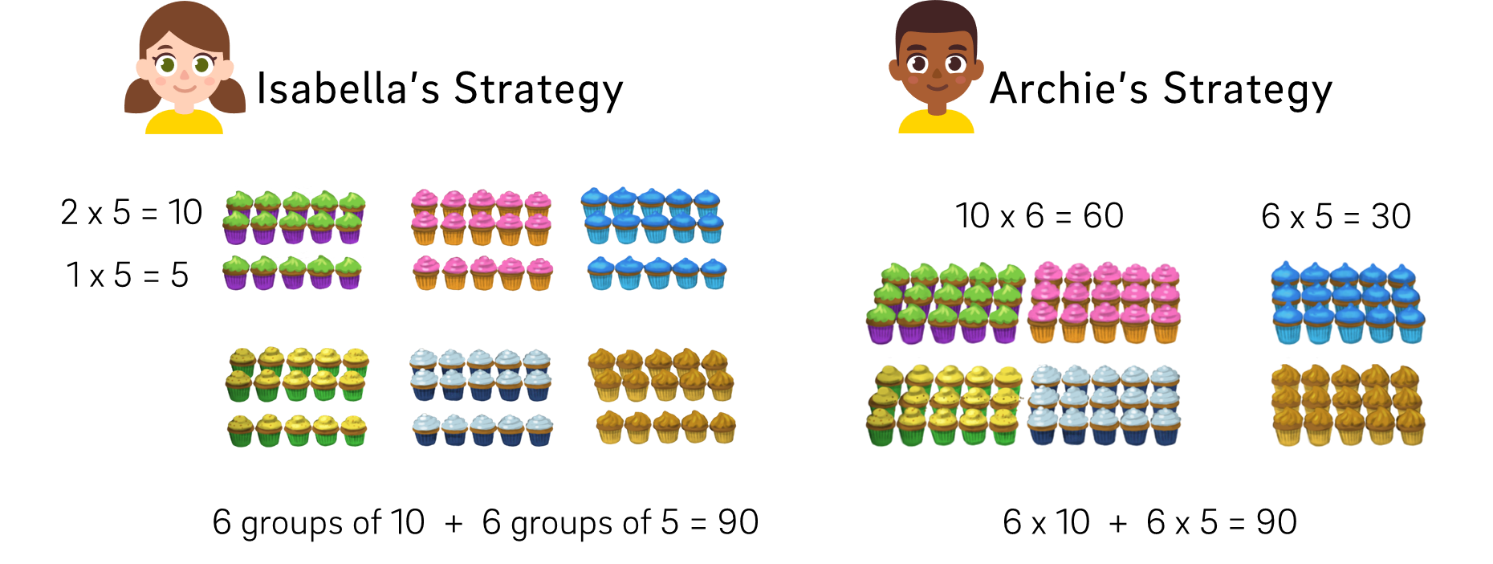 Isabella's Strategy
2 x 5 = 10
1 x 5 = 5
6 groups of 10 + 6 groups of 5 = 90
Archie's Strategy
10 x 6 = 60
6 x 5 = 30
6 x 10 + 6 x 5 = 90